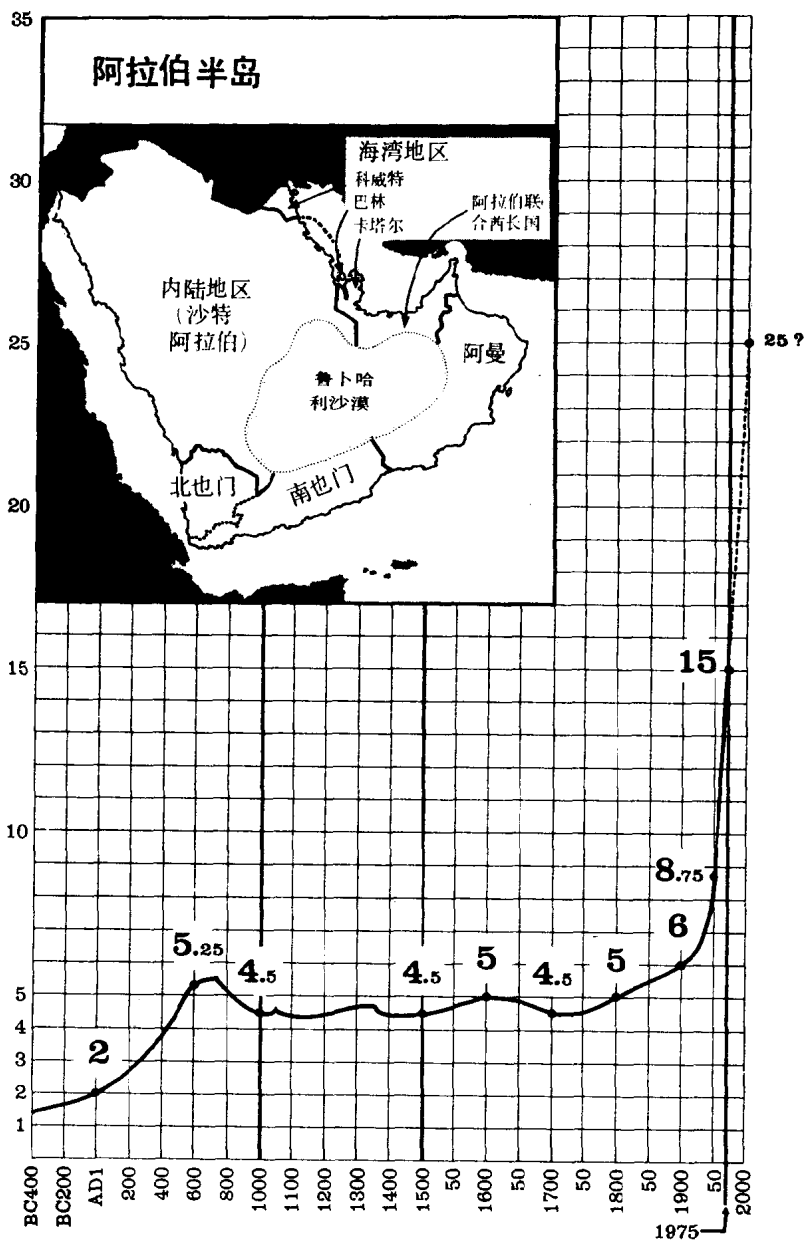 35
阿拉伯半岛
海湾地区
科威特
巴林
卡塔尔
阿拉伯联
合酋长国
30
内陆地区
(沙特
阿拉伯)
25
阿曼
25?
鲁卜哈
利沙漠
北也门
南也门
20
15
15
10
8.75
6
5.25
4.5
4.5
5
4.5
5
5
4
3
2
2
1
BC400
BC200
AD1
200
400
600
800
1000
1100
1200
1300
1400
1500
50
1600
50
1700
50
1800
50
1900
50
2000
1975